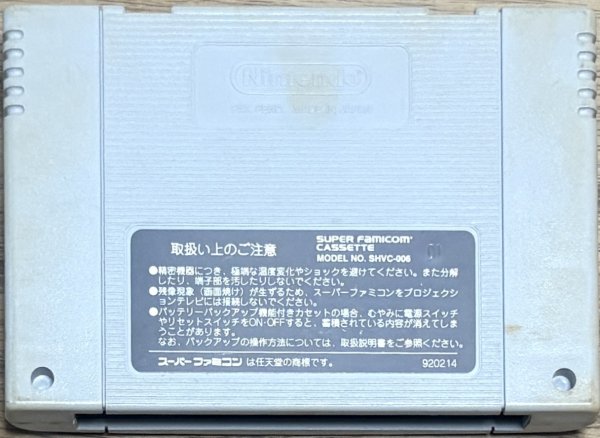 Nintendo
取扱い上のご注意
SUPER FAMICOM
CASSETTE
MODEL NO. SHVC-006
●精密機器につき、極端な温度変化やショックを避けてください。また分解
したり、端子部を汚したりしないでください。
●残像現象（画面焼け）が生ずるため、スーパーファミコンをプロジェクシ
ョンテレビには接続しないでください。
●バッテリーバックアップ機能付きカセットの場合、むやみに電源スイッチ
やリセットスイッチをON・OFFすると、蓄積されている内容が消えてしま
うことがあります。
なお、バックアップの操作方法については、取扱説明書をご参照ください。
スーパーファミコン は任天堂の商標です。
920214